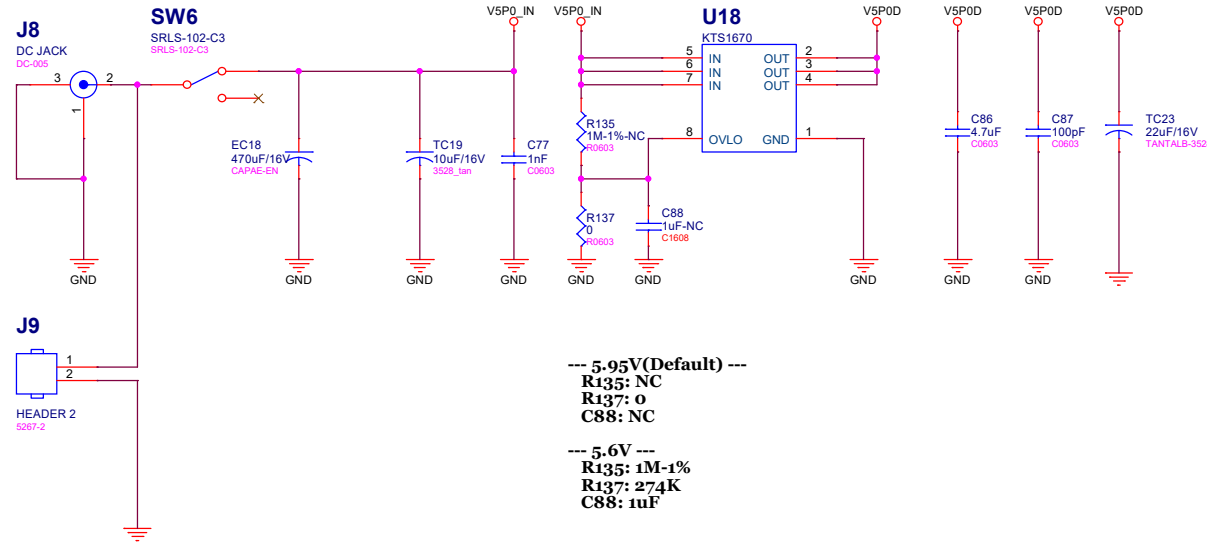 J8
DC JACK
DC-005
3
2
1
SW6
SRLS-102-C3
SRLS-102-C3
V5P0_IN
EC18
470uF/16V
CAPAE-EN
TC19
10uF/16V
3528_tan
C77
1nF
C0603
GND
GND
GND
GND
V5P0_IN
U18
KTS1670
5
IN
6
IN
7
IN
8
OVLO
OUT
2
OUT
3
OUT
4
GND
1
V5P0D
R135
1M-1%-NC
R0603
R137
0
R0603
C88
1uF-NC
C1608
GND
GND
GND
V5P0D
C86
4.7uF
C0603
GND
V5P0D
C87
100pF
C0603
GND
V5P0D
TC23
22uF/16V
TANTALB-352
J9
1
2
HEADER 2
5267-2
--- 5.95V(Default) ---
R135: NC
R137: 0
C88: NC
--- 5.6V ---
R135: 1M-1%
R137: 274K
C88: 1uF